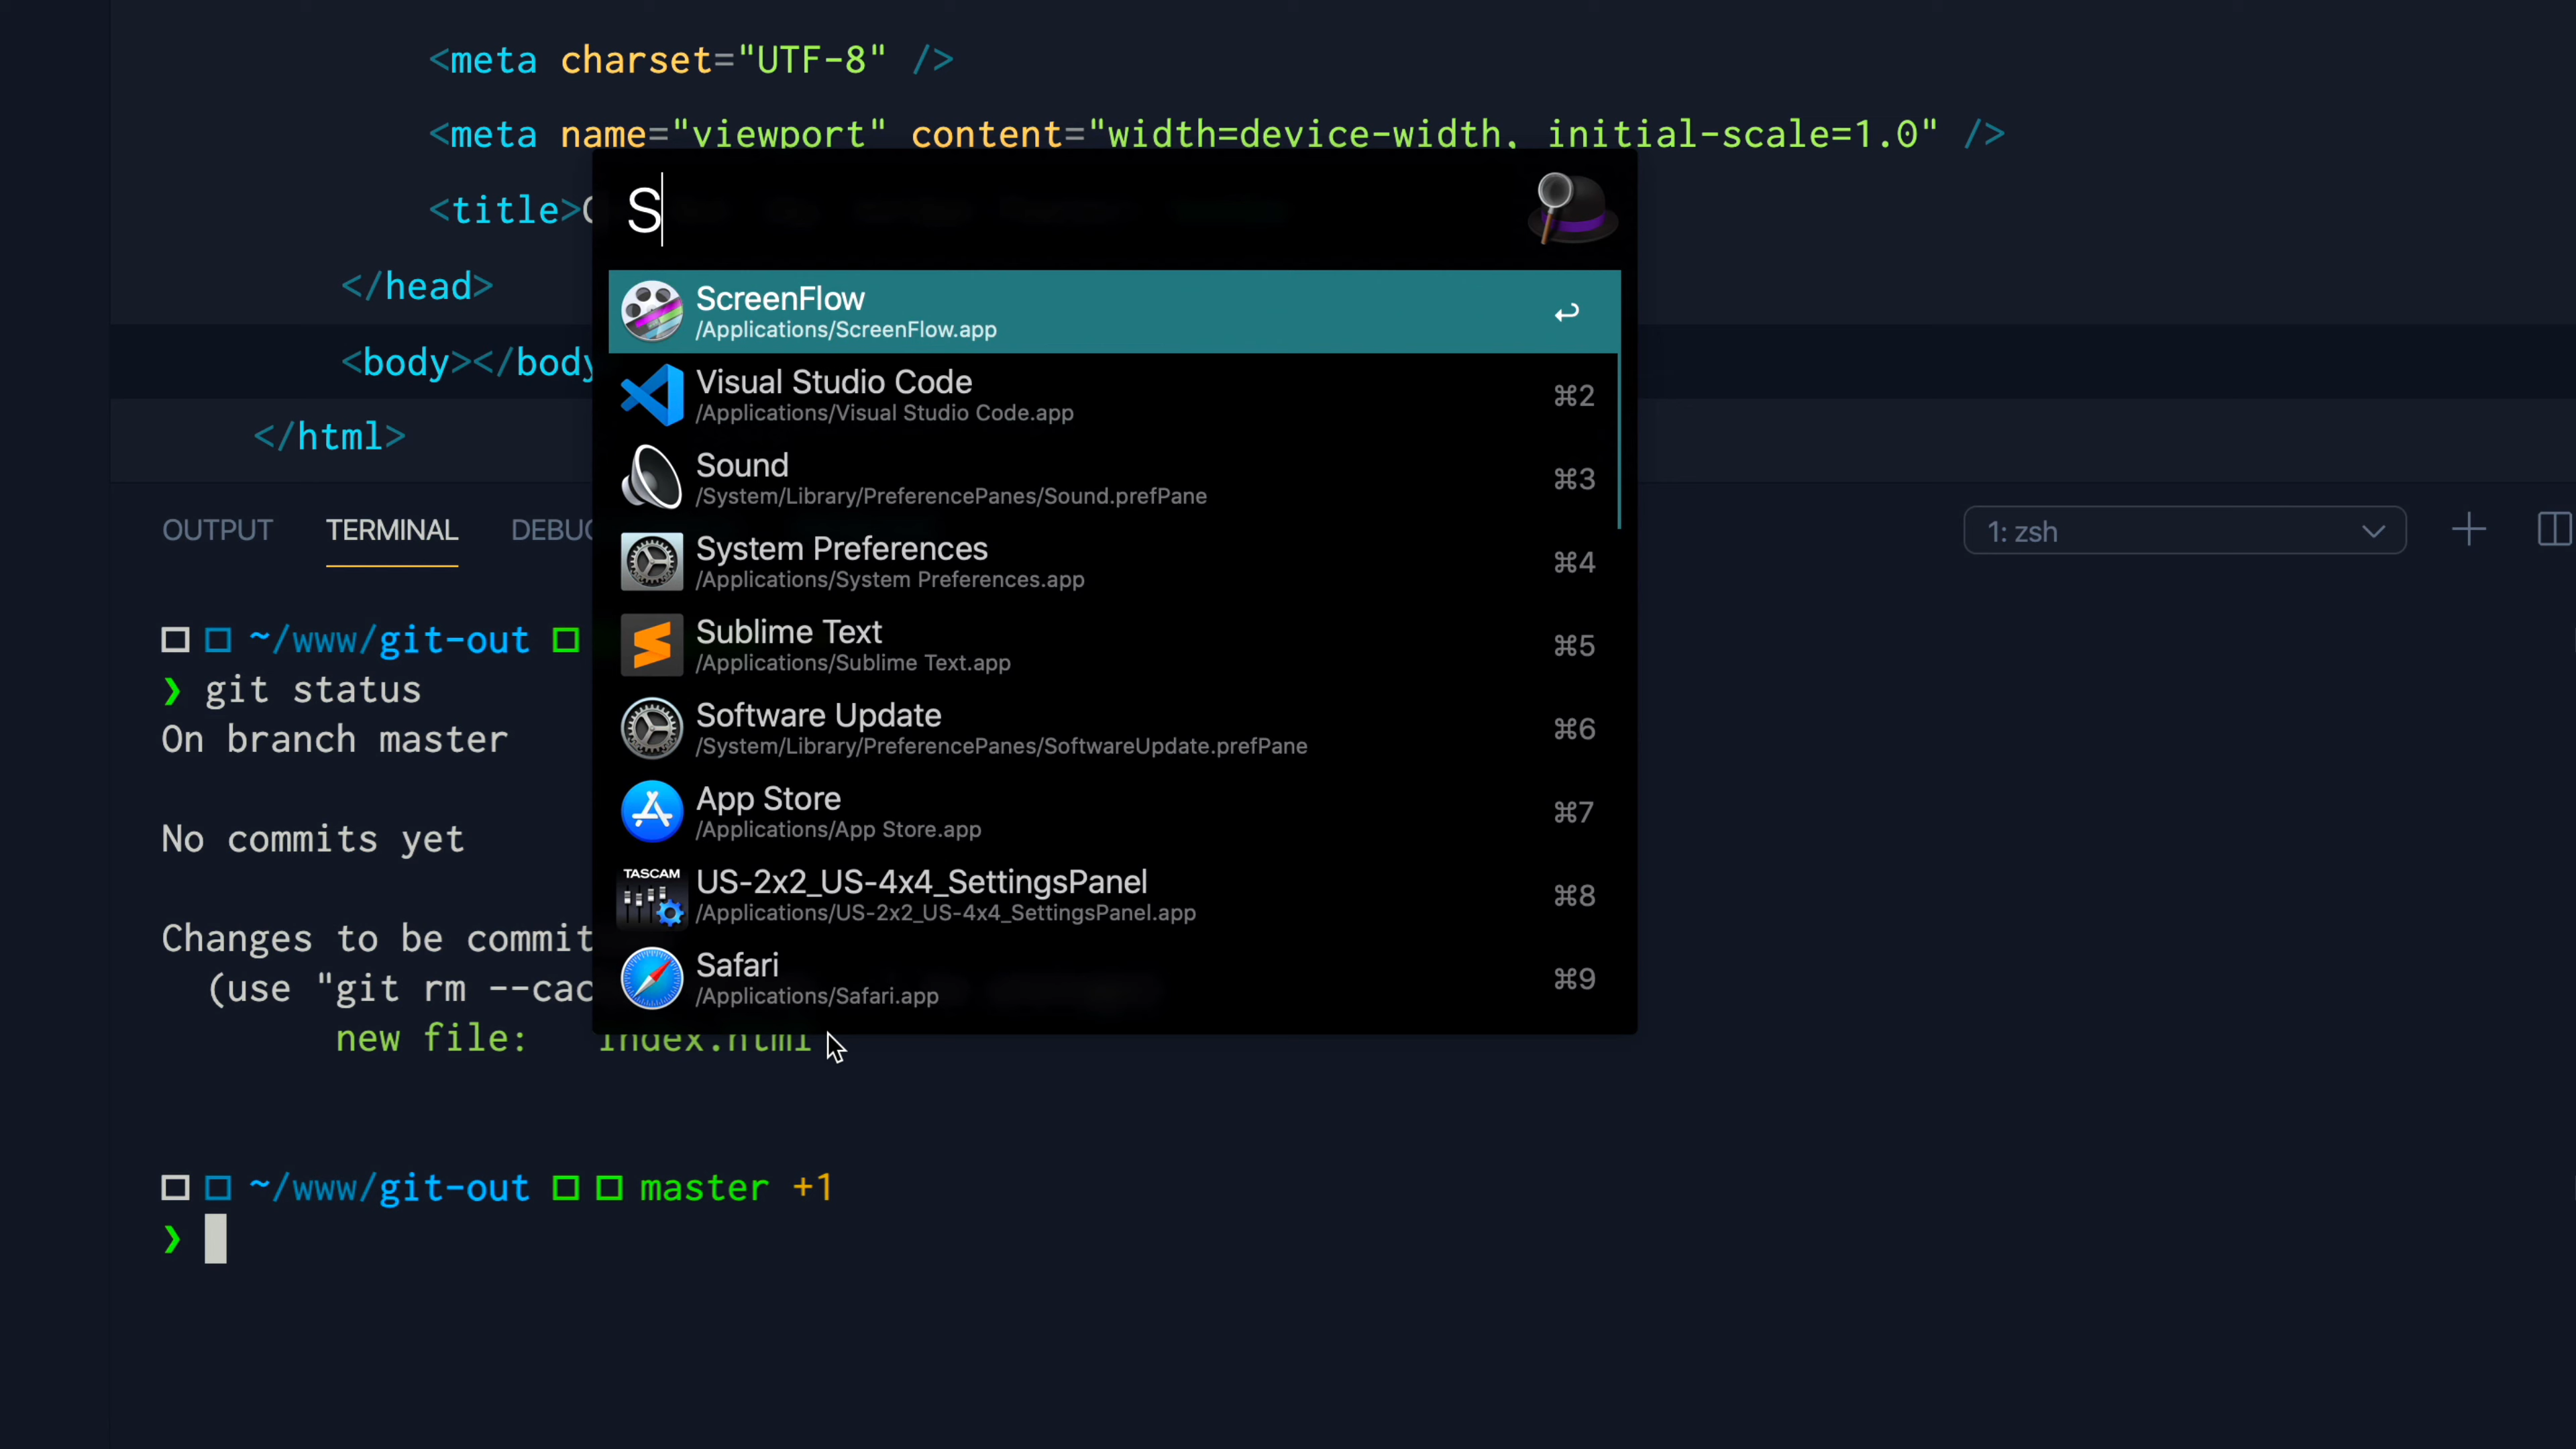 <meta charset="UTF-8" />
<meta name="viewport" content="width=device-width, initial-scale=1.0" />
<title>
</head>
<body></body
</html>
S
ScreenFlow
/Applications/ScreenFlow.app
Visual Studio Code ⌘2
/Applications/Visual Studio Code.app
Sound ⌘3
/System/Library/PreferencePanes/Sound.prefPane
System Preferences ⌘4
/Applications/System Preferences.app
Sublime Text ⌘5
/Applications/Sublime Text.app
Software Update ⌘6
/System/Library/PreferencePanes/SoftwareUpdate.prefPane
App Store ⌘7
/Applications/App Store.app
TASCAM
US-2x2_US-4x4_SettingsPanel ⌘8
/Applications/US-2x2_US-4x4_SettingsPanel.app
Safari ⌘9
/Applications/Safari.app
OUTPUT TERMINAL DEBUG 1: zsh
~/www/git-out
❯ git status
On branch master
No commits yet
Changes to be commit
(use "git rm --cac
new file: index.html
~/www/git-out master +1
❯